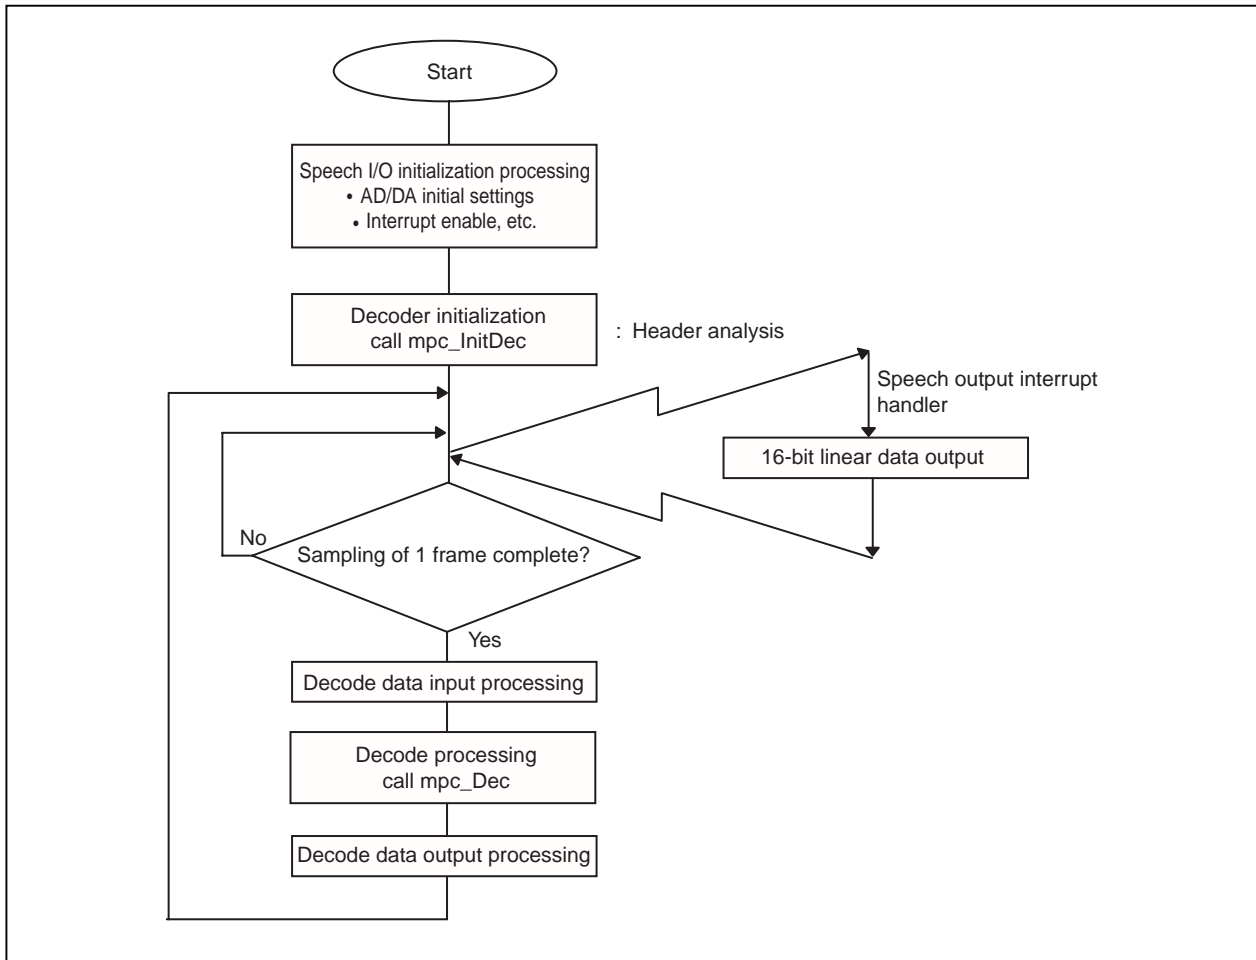 Start
Speech I/O initialization processing
• AD/DA initial settings
• Interrupt enable, etc.
Decoder initialization
call mpc_InitDec
: Header analysis
Speech output interrupt
handler
16-bit linear data output
No
Sampling of 1 frame complete?
Yes
Decode data input processing
Decode processing
call mpc_Dec
Decode data output processing